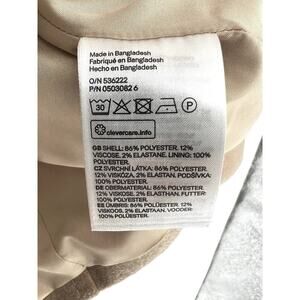 Made in Bangladesh
Fabriqué en Bangladesh
Hecho en Bangladesh
O/N 536222
P/N 0503082 6
30
P
clevercare.info
GB SHELL: 86% POLYESTER, 12%
VISCOSE, 2% ELASTANE. LINING: 100%
POLYESTER
CZ SVRCHNÍ LÁTKA: 86% POLYESTER,
12% VISKÓZA, 2% ELASTAN. PODŠÍVKA:
100% POLYESTER
DE OBERMATERIAL: 86% POLYESTER,
12% VISKOSE, 2% ELASTHAN. FUTTER:
100% POLYESTER
EE ÜMBRIS: 86% POLÜESTER, 12%
VISKOOS, 2% ELASTAAN. VOODER:
100% POLÜESTER